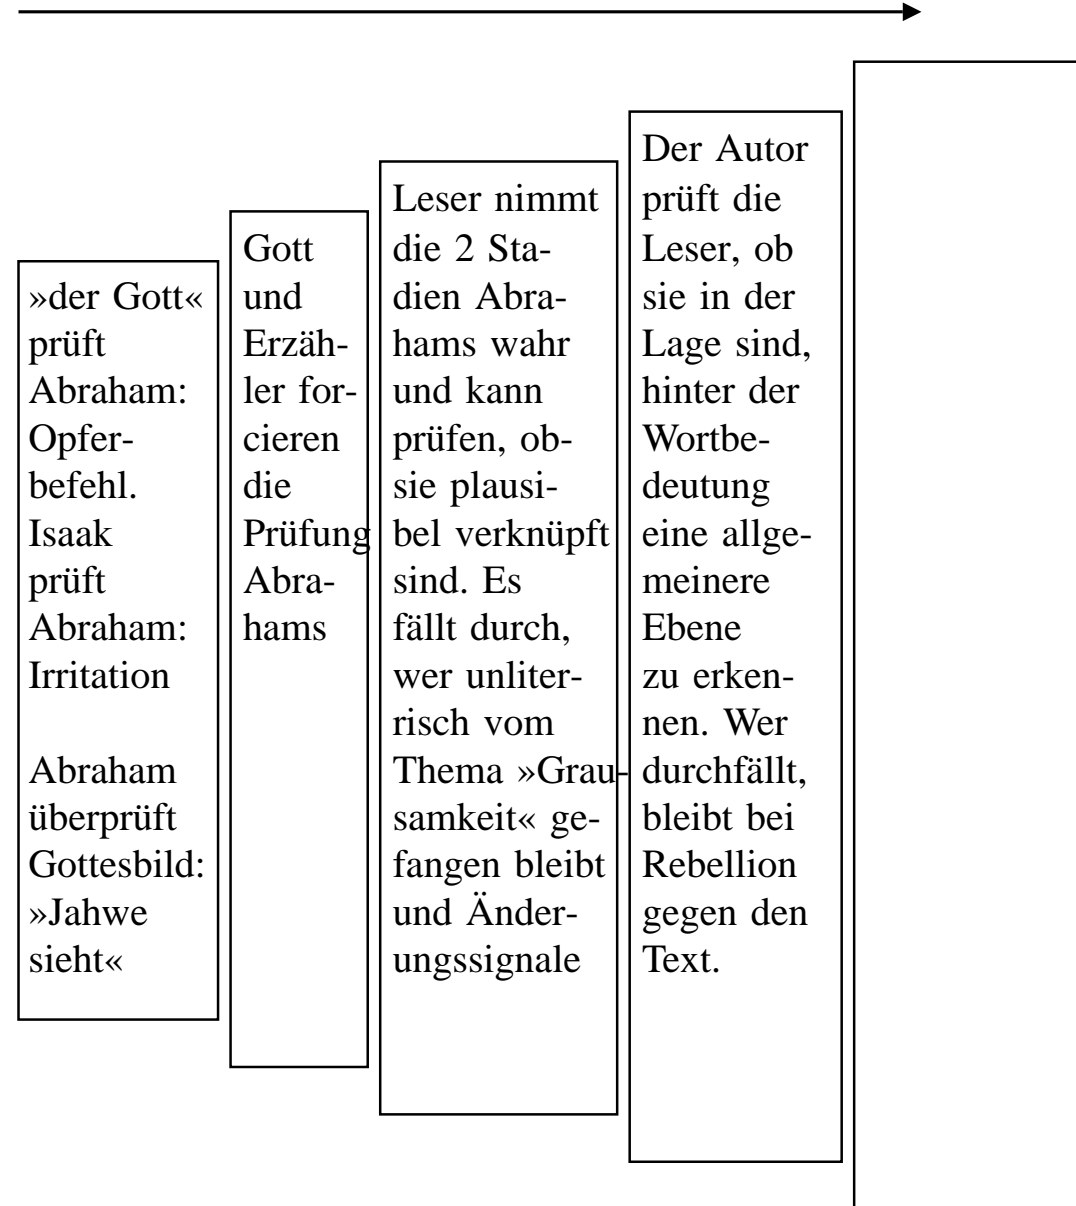 »der Gott«
prüft
Abraham:
Opfer-
befehl.
Isaak
prüft
Abraham:
Irritation
Abraham
überprüft
Gottesbild:
»Jahwe
sieht«
Gott
und
Erzäh-
ler for-
cieren
die
Prüfung
Abra-
hams
Leser nimmt
die 2 Sta-
dien Abra-
hams wahr
und kann
prüfen, ob-
sie plausi-
bel verknüpft
sind. Es
fällt durch,
wer unliter-
risch vom
Thema »Grau-
samkeit« ge-
fangen bleibt
und Änder-
ungssignale
Der Autor
prüft die
Leser, ob
sie in der
Lage sind,
hinter der
Wortbe-
deutung
eine allge-
meinere
Ebene
zu erken-
nen. Wer
durchfällt,
bleibt bei
Rebellion
gegen den
Text.